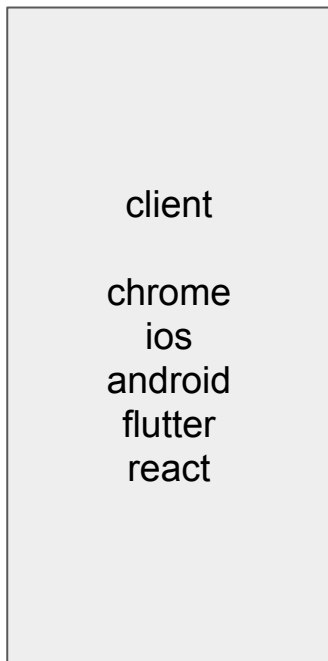 client
chrome
ios
android
flutter
react